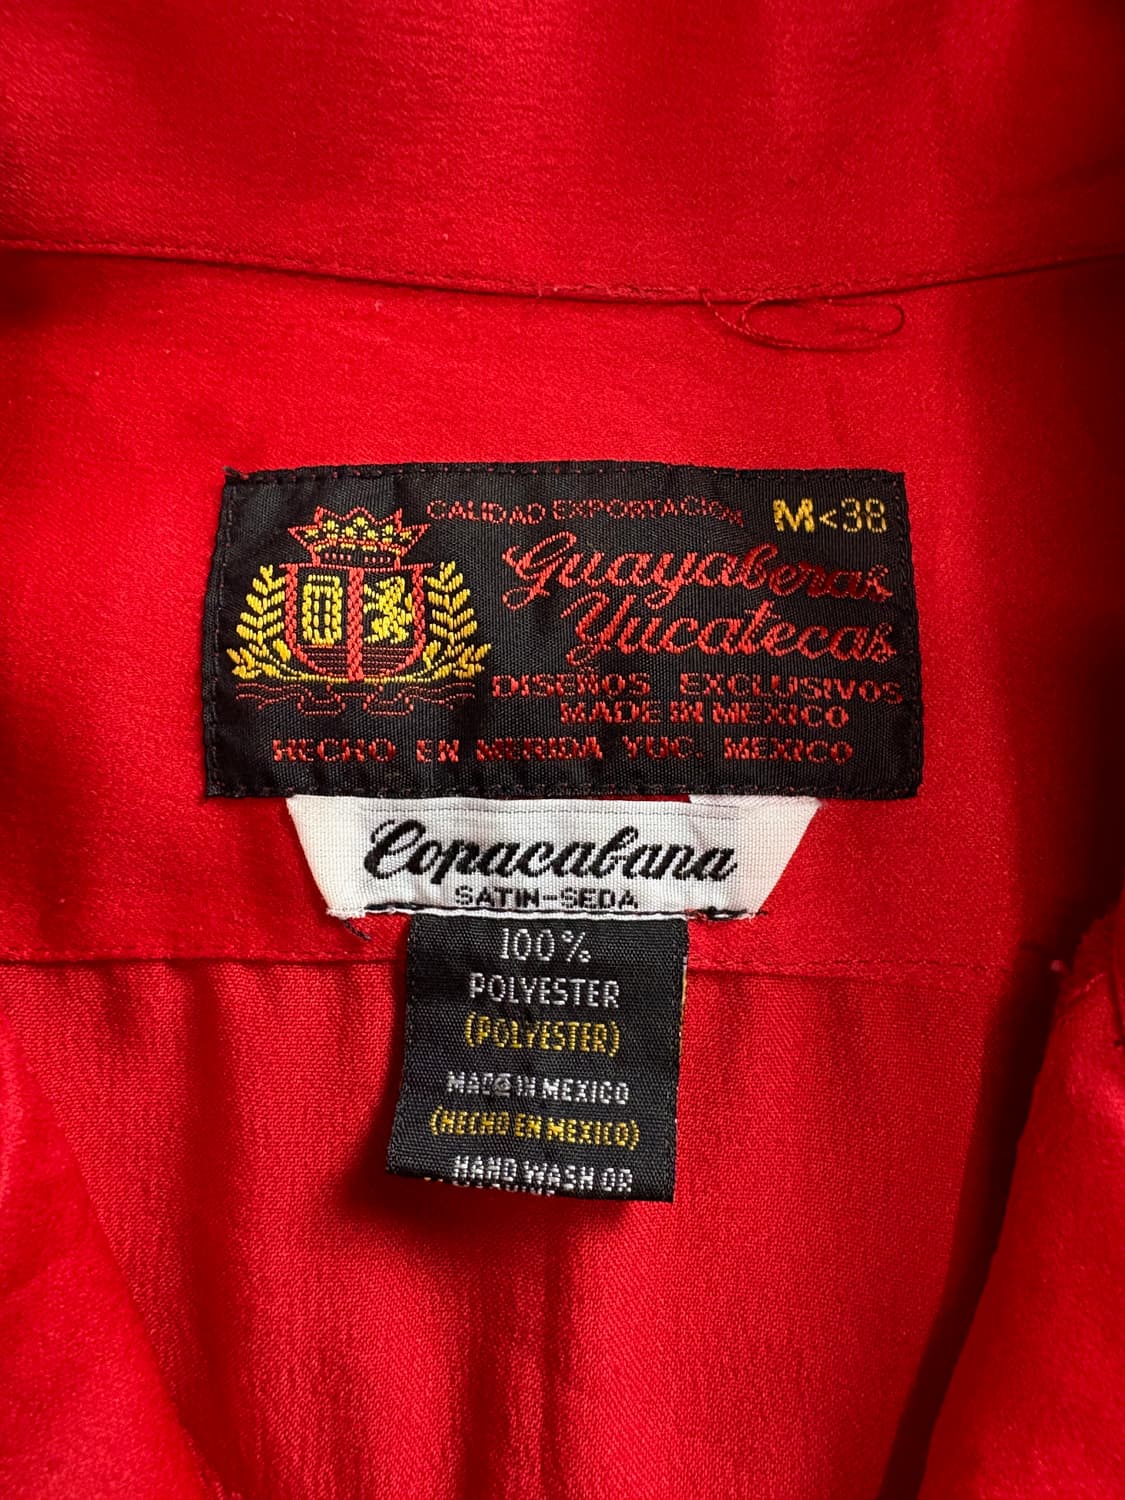 CALIDAD EXPORTACION
M<38
Guayaberas
Yucatecas
DISEÑOS EXCLUSIVOS
MADE IN MEXICO
HECHO EN MERIDA YUC. MEXICO
Copacabana
SATIN-SEDA
100%
POLYESTER
(POLYESTER)
MADE IN MEXICO
(HECHO EN MEXICO)
HAND WASH OR